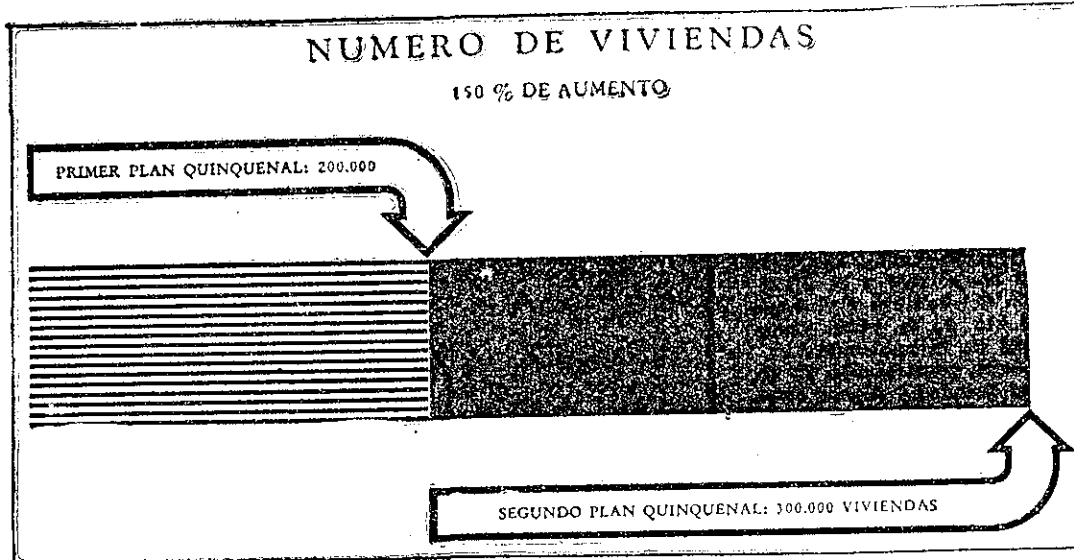 NUMERO DE VIVIENDAS
150 % DE AUMENTO
PRIMER PLAN QUINQUENAL: 200.000
SEGUNDO PLAN QUINQUENAL: 300.000 VIVIENDAS